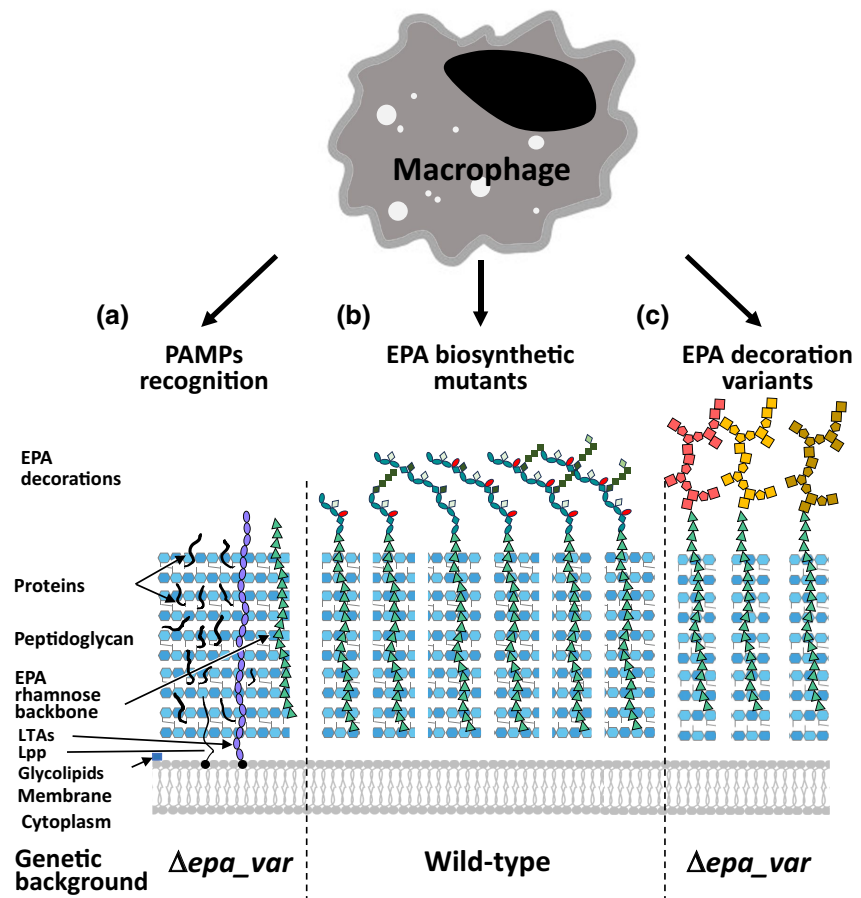 Macrophage
(a)
PAMPs
recognition
(b)
EPA biosynthetic
mutants
(c)
EPA decoration
variants
EPA
decorations
Proteins
Peptidoglycan
EPA
rhamnose
backbone
LTAs
Lpp
Glycolipids
Membrane
Cytoplasm
Genetic
background
Δepa_var
Wild-type
Δepa_var